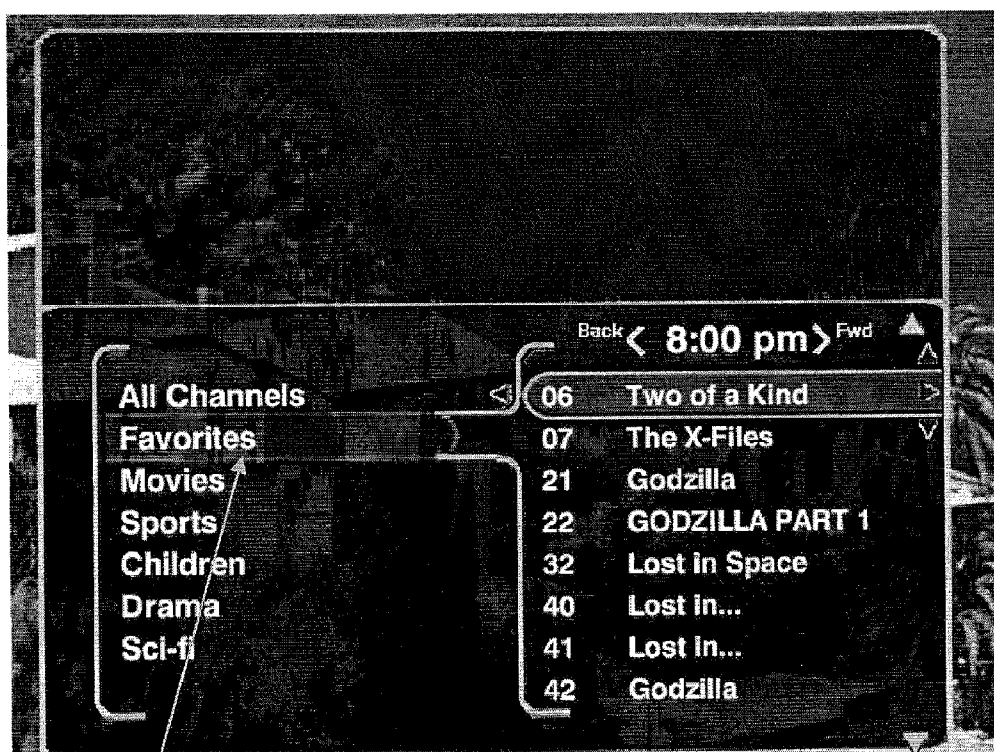 Back < 8:00 pm > Fwd
All Channels
Favorites
Movies
Sports
Children
Drama
Sci-fi
06 Two of a Kind
07 The X-Files
21 Godzilla
22 GODZILLA PART 1
32 Lost in Space
40 Lost in...
41 Lost in...
42 Godzilla